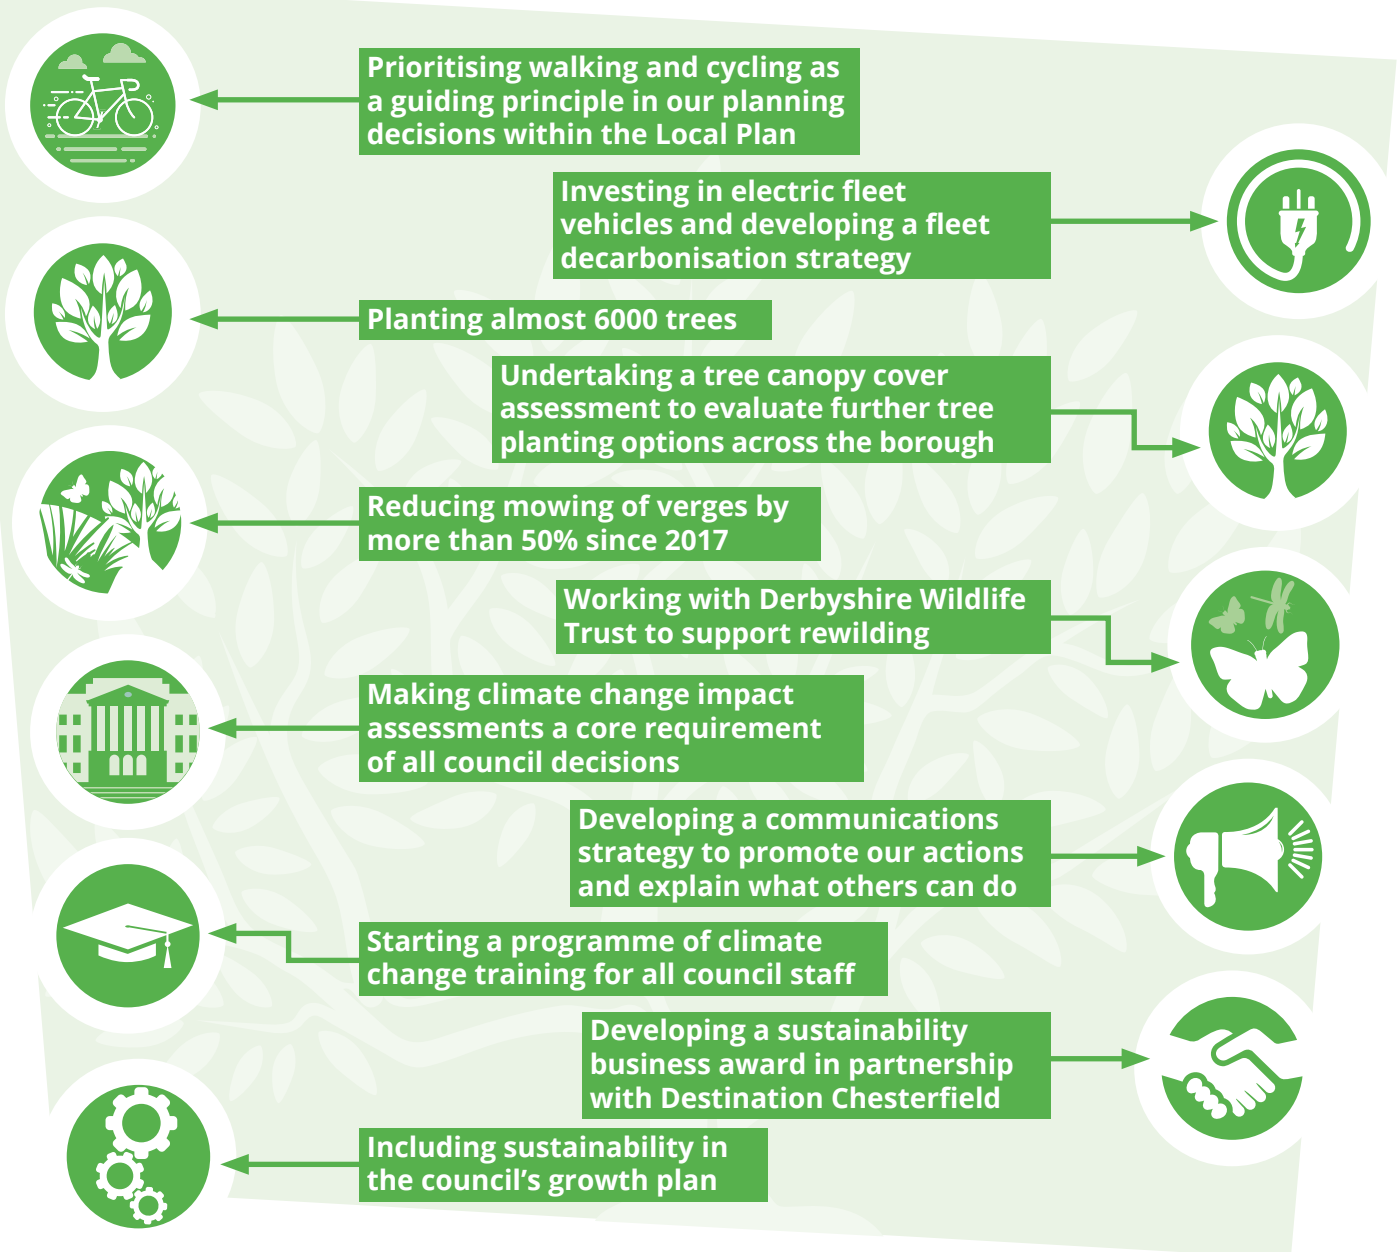 Prioritising walking and cycling as
a guiding principle in our planning
decisions within the Local Plan
Investing in electric fleet
vehicles and developing a fleet
decarbonisation strategy
Planting almost 6000 trees
Undertaking a tree canopy cover
assessment to evaluate further tree
planting options across the borough
Reducing mowing of verges by
more than 50% since 2017
Working with Derbyshire Wildlife
Trust to support rewilding
Making climate change impact
assessments a core requirement
of all council decisions
Developing a communications
strategy to promote our actions
and explain what others can do
Starting a programme of climate
change training for all council staff
Developing a sustainability
business award in partnership
with Destination Chesterfield
Including sustainability in
the council’s growth plan